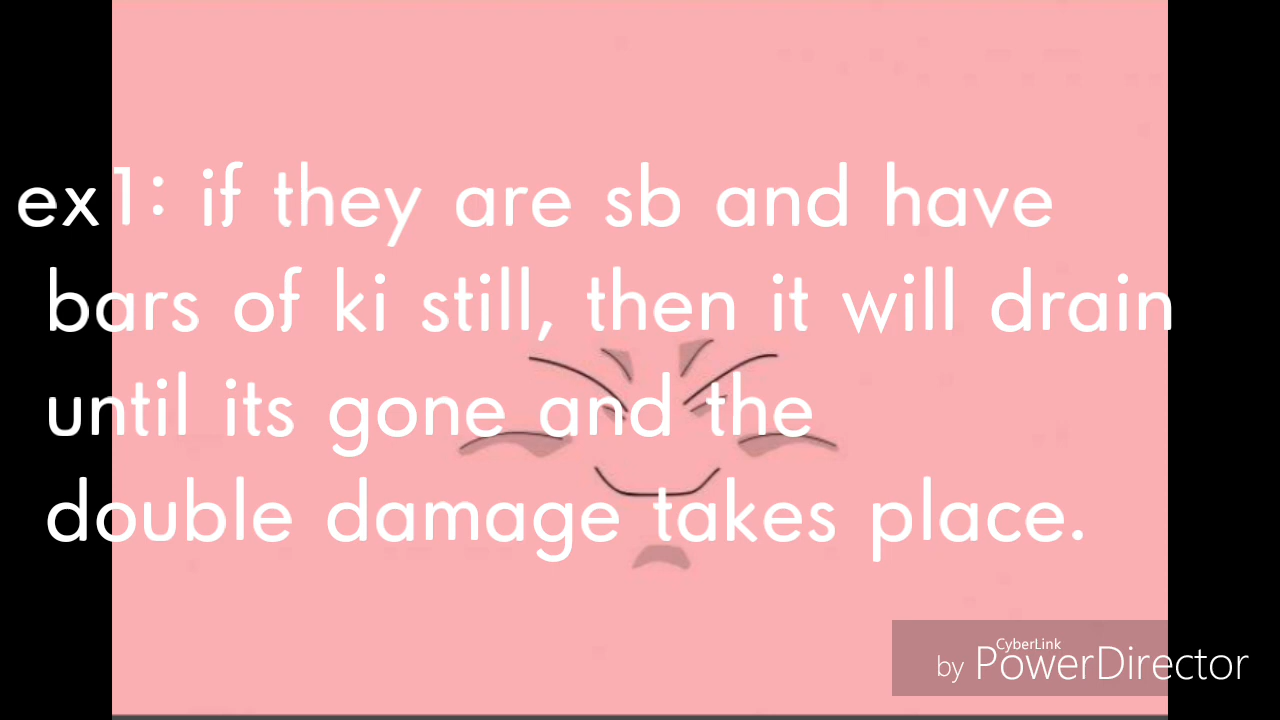 ex1: if they are sb and have
bars of ki still, then it will drain
until its gone and the
double damage takes place.
CyberLink
by PowerDirector